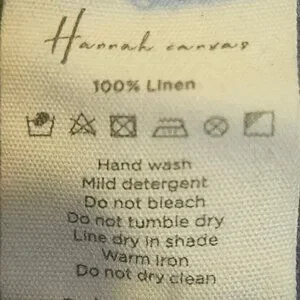 Hannah canvas
100% Linen
Hand wash
Mild detergent
Do not bleach
Do not tumble dry
Line dry in shade
Warm Iron
Do not dry clean